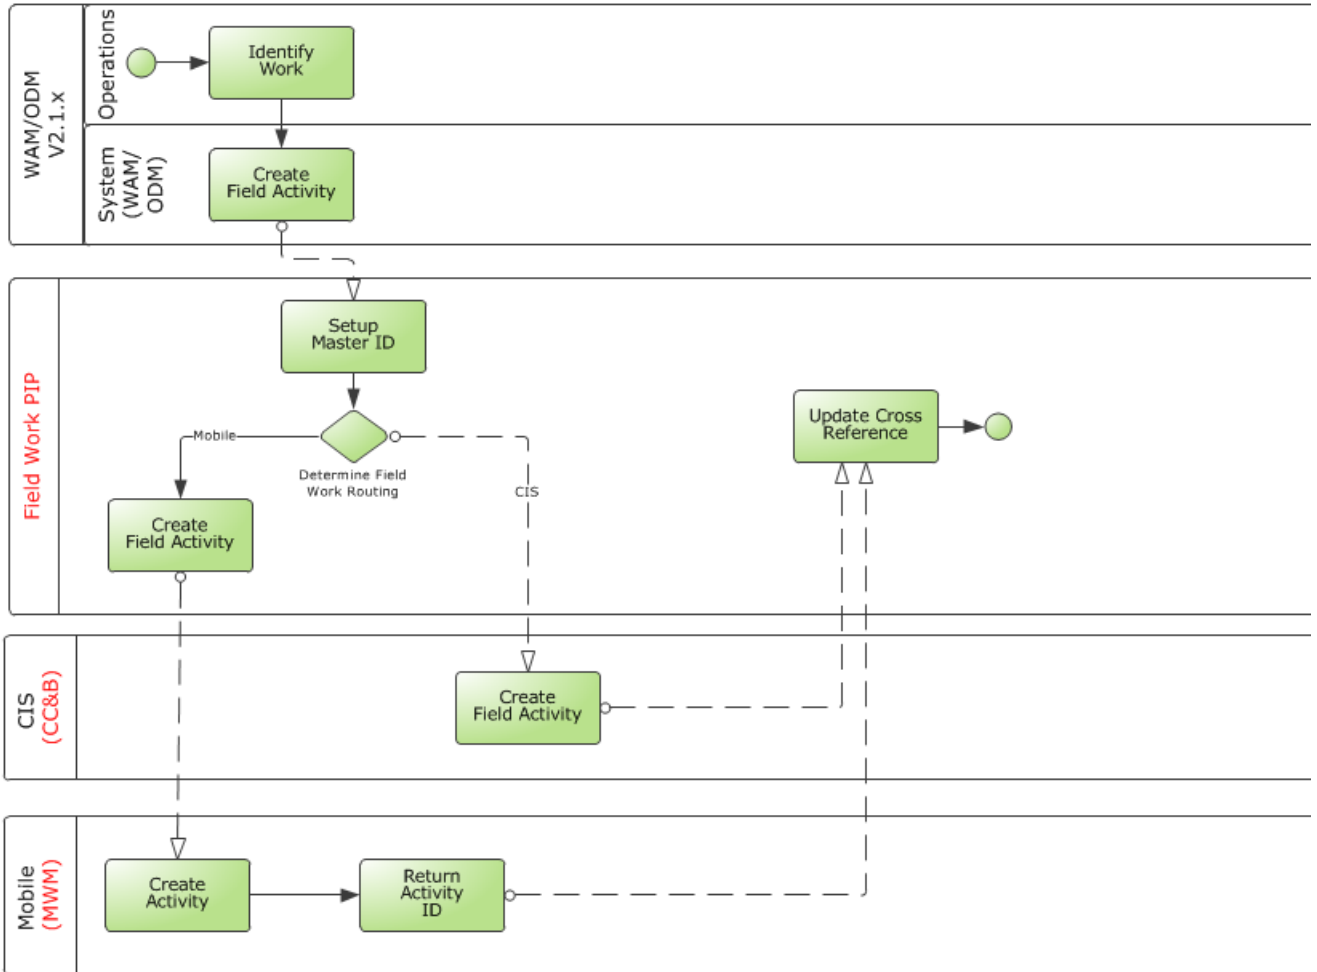 WAM/ODM
V2.1.x
Operations
Identify
Work
System
(WAM/
ODM)
Create
Field Activity
Field Work PIP
Setup
Master ID
Mobile
Determine Field
Work Routing
CIS
Update Cross
Reference
Create
Field Activity
CIS
(CC&B)
Create
Field Activity
Mobile
(MWM)
Create
Activity
Return
Activity
ID